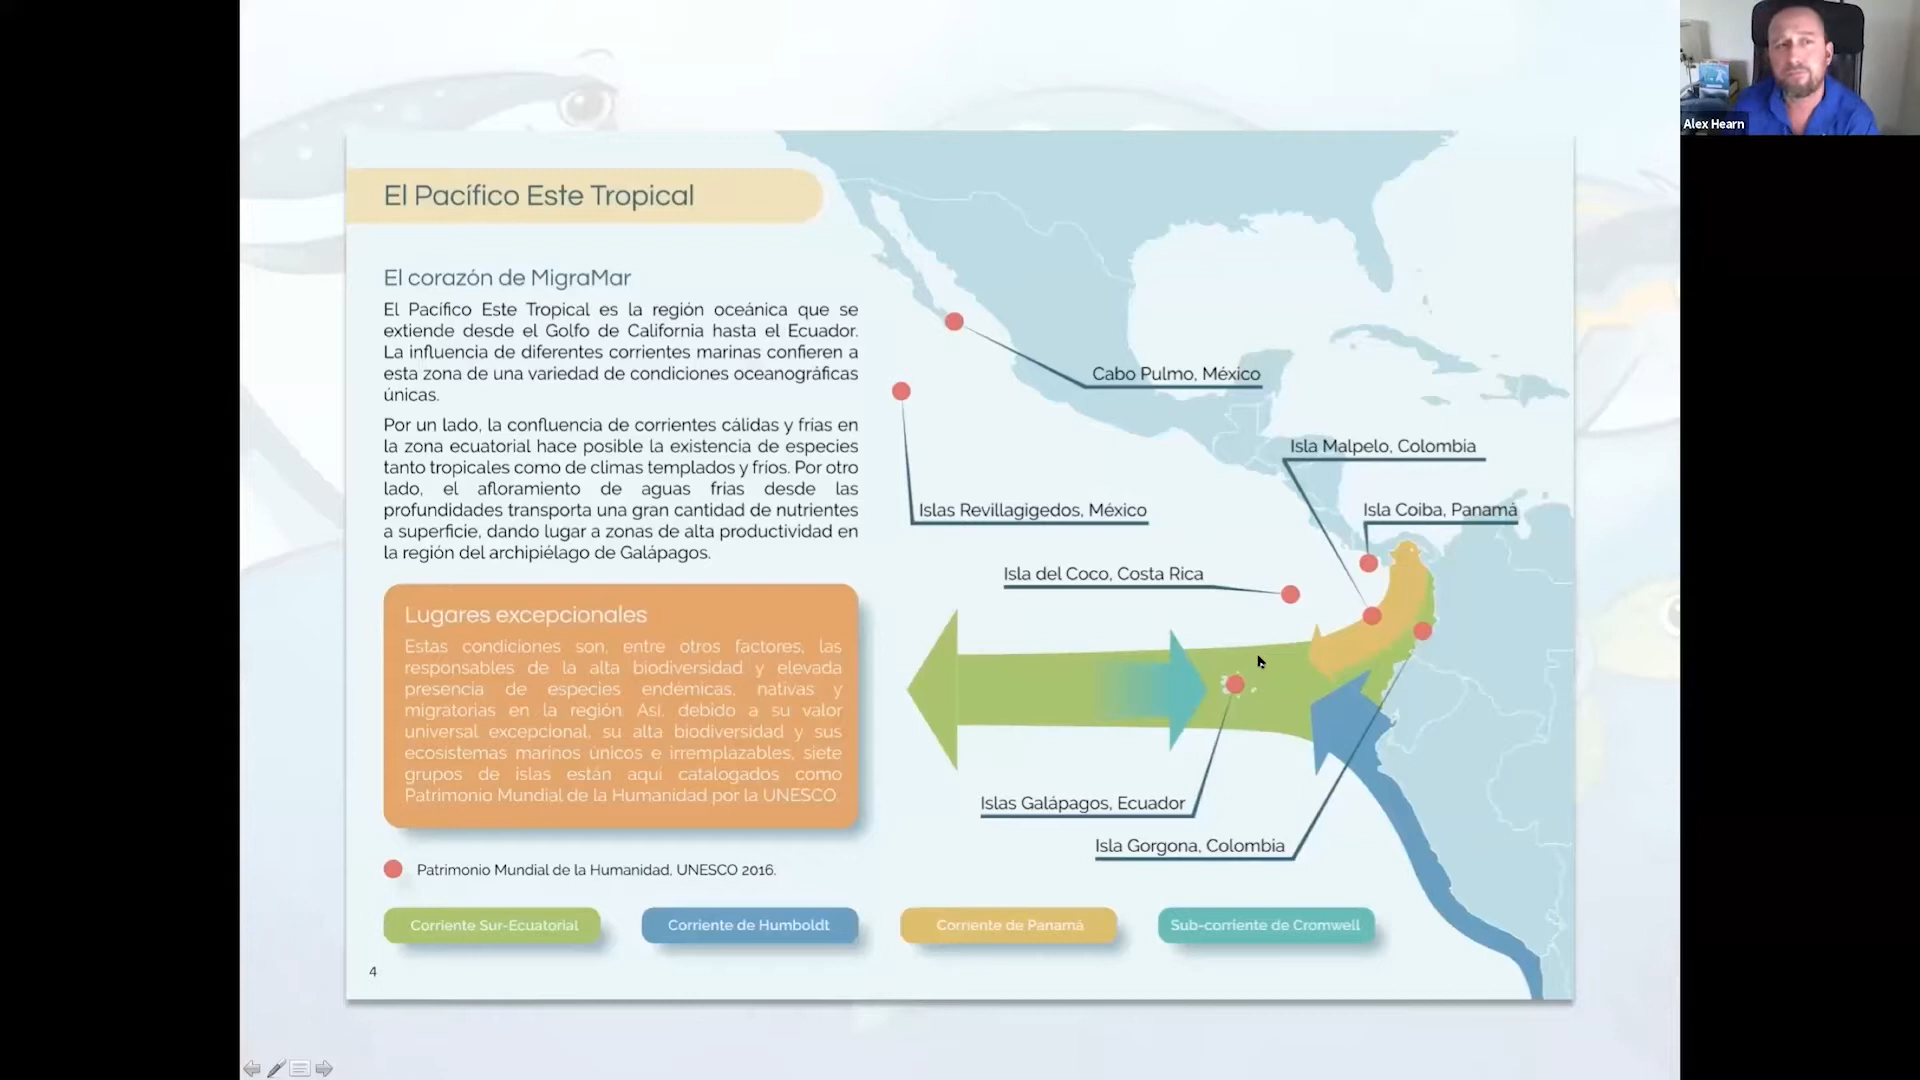 Alex Hearn
El Pacífico Este Tropical
El corazón de MigraMar
El Pacífico Este Tropical es la región oceánica que se
extiende desde el Golfo de California hasta el Ecuador.
La influencia de diferentes corrientes marinas confieren a
esta zona de una variedad de condiciones oceanográficas
únicas.
Por un lado, la confluencia de corrientes cálidas y frías en
la zona ecuatorial hace posible la existencia de especies
tanto tropicales como de climas templados y fríos. Por otro
lado, el afloramiento de aguas frías desde las
profundidades transporta una gran cantidad de nutrientes
a superficie, dando lugar a zonas de alta productividad en
la región del archipiélago de Galápagos.
Lugares excepcionales
Estas condiciones son, entre otros factores, las
responsables de la alta biodiversidad y elevada
presencia de especies endémicas, nativas y
migratorias en la región. Así, debido a su valor
universal excepcional, su alta biodiversidad y sus
ecosistemas marinos únicos e irremplazables, siete
grupos de islas están aquí catalogados como
Patrimonio Mundial de la Humanidad por la UNESCO
Patrimonio Mundial de la Humanidad, UNESCO 2016.
Cabo Pulmo, México
Isla Malpelo, Colombia
Islas Revillagigedos, México
Isla Coiba, Panamá
Isla del Coco, Costa Rica
Islas Galápagos, Ecuador
Isla Gorgona, Colombia
Corriente Sur-Ecuatorial
Corriente de Humboldt
Corriente de Panamá
Sub-corriente de Cromwell
4